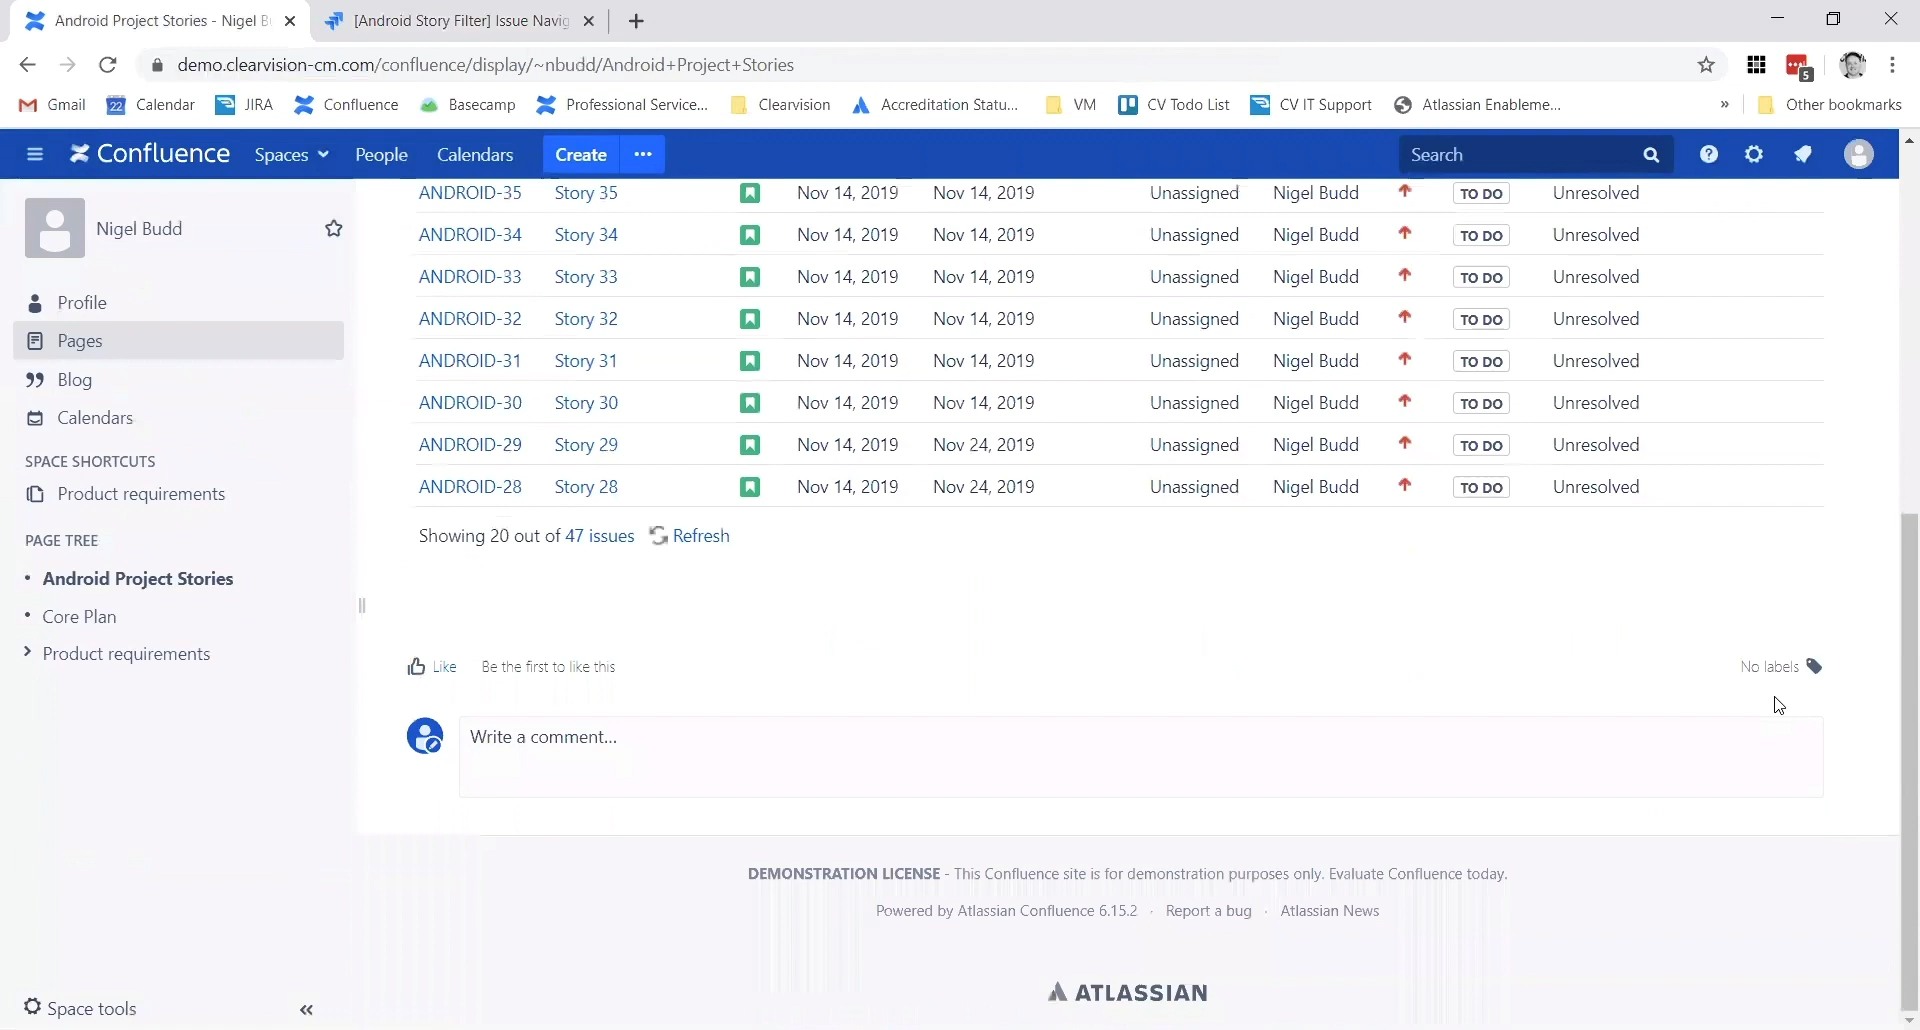 Android Project Stories - Nigel B
[Android Story Filter] Issue Navig
demo.clearvision-cm.com/confluence/display/~nbudd/Android+Project+Stories
5
Gmail
22
Calendar
JIRA
Confluence
Basecamp
Professional Service...
Clearvision
Accreditation Statu...
VM
CV Todo List
CV IT Support
Atlassian Enableme...
»
Other bookmarks
Confluence
Spaces
People
Calendars
Create
Search
Nigel Budd
Profile
Pages
Blog
Calendars
SPACE SHORTCUTS
Product requirements
PAGE TREE
Android Project Stories
Core Plan
Product requirements
Space tools
ANDROID-35 Story 35 Nov 14, 2019 Nov 14, 2019 Unassigned Nigel Budd TO DO Unresolved
ANDROID-34 Story 34 Nov 14, 2019 Nov 14, 2019 Unassigned Nigel Budd TO DO Unresolved
ANDROID-33 Story 33 Nov 14, 2019 Nov 14, 2019 Unassigned Nigel Budd TO DO Unresolved
ANDROID-32 Story 32 Nov 14, 2019 Nov 14, 2019 Unassigned Nigel Budd TO DO Unresolved
ANDROID-31 Story 31 Nov 14, 2019 Nov 14, 2019 Unassigned Nigel Budd TO DO Unresolved
ANDROID-30 Story 30 Nov 14, 2019 Nov 14, 2019 Unassigned Nigel Budd TO DO Unresolved
ANDROID-29 Story 29 Nov 14, 2019 Nov 24, 2019 Unassigned Nigel Budd TO DO Unresolved
ANDROID-28 Story 28 Nov 14, 2019 Nov 24, 2019 Unassigned Nigel Budd TO DO Unresolved
Showing 20 out of 47 issues Refresh
Like Be the first to like this
No labels
Write a comment...
DEMONSTRATION LICENSE - This Confluence site is for demonstration purposes only. Evaluate Confluence today.
Powered by Atlassian Confluence 6.15.2 · Report a bug · Atlassian News
ATLASSIAN